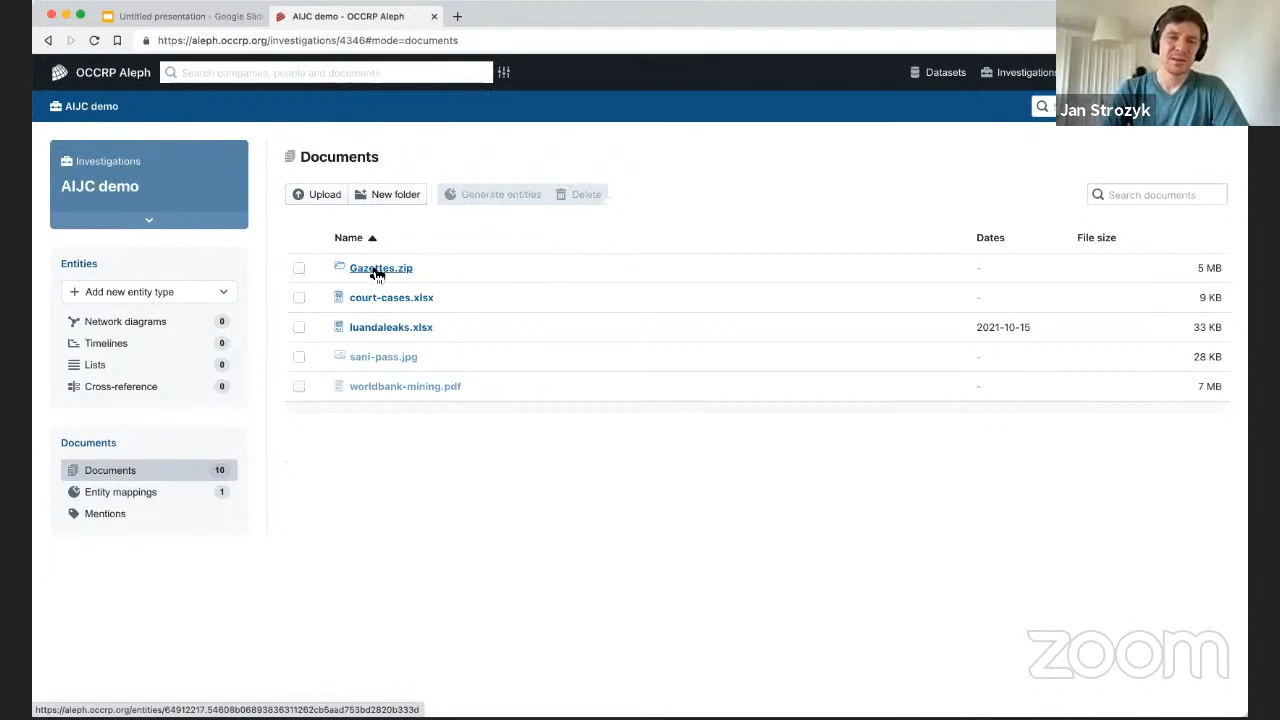 Untitled presentation - Google Slid
AIJC demo - OCCRP Aleph
https://aleph.occrp.org/investigations/4346#mode=documents
OCCRP Aleph
Search companies, people and documents
Datasets
Investigations
AIJC demo
Jan Strozyk
Investigations
AIJC demo
Documents
Upload
New folder
Generate entities
Delete
Search documents
Name
Dates
File size
Gazettes.zip
-
5 MB
court-cases.xlsx
-
9 KB
luandaleaks.xlsx
2021-10-15
33 KB
sani-pass.jpg
-
28 KB
worldbank-mining.pdf
-
7 MB
Entities
Add new entity type
Network diagrams 0
Timelines 0
Lists 0
Cross-reference 0
Documents
Documents 10
Entity mappings 1
Mentions
zoom
https://aleph.occrp.org/entities/64912217.54608b06893836311262cb5aad753bd2820b333d